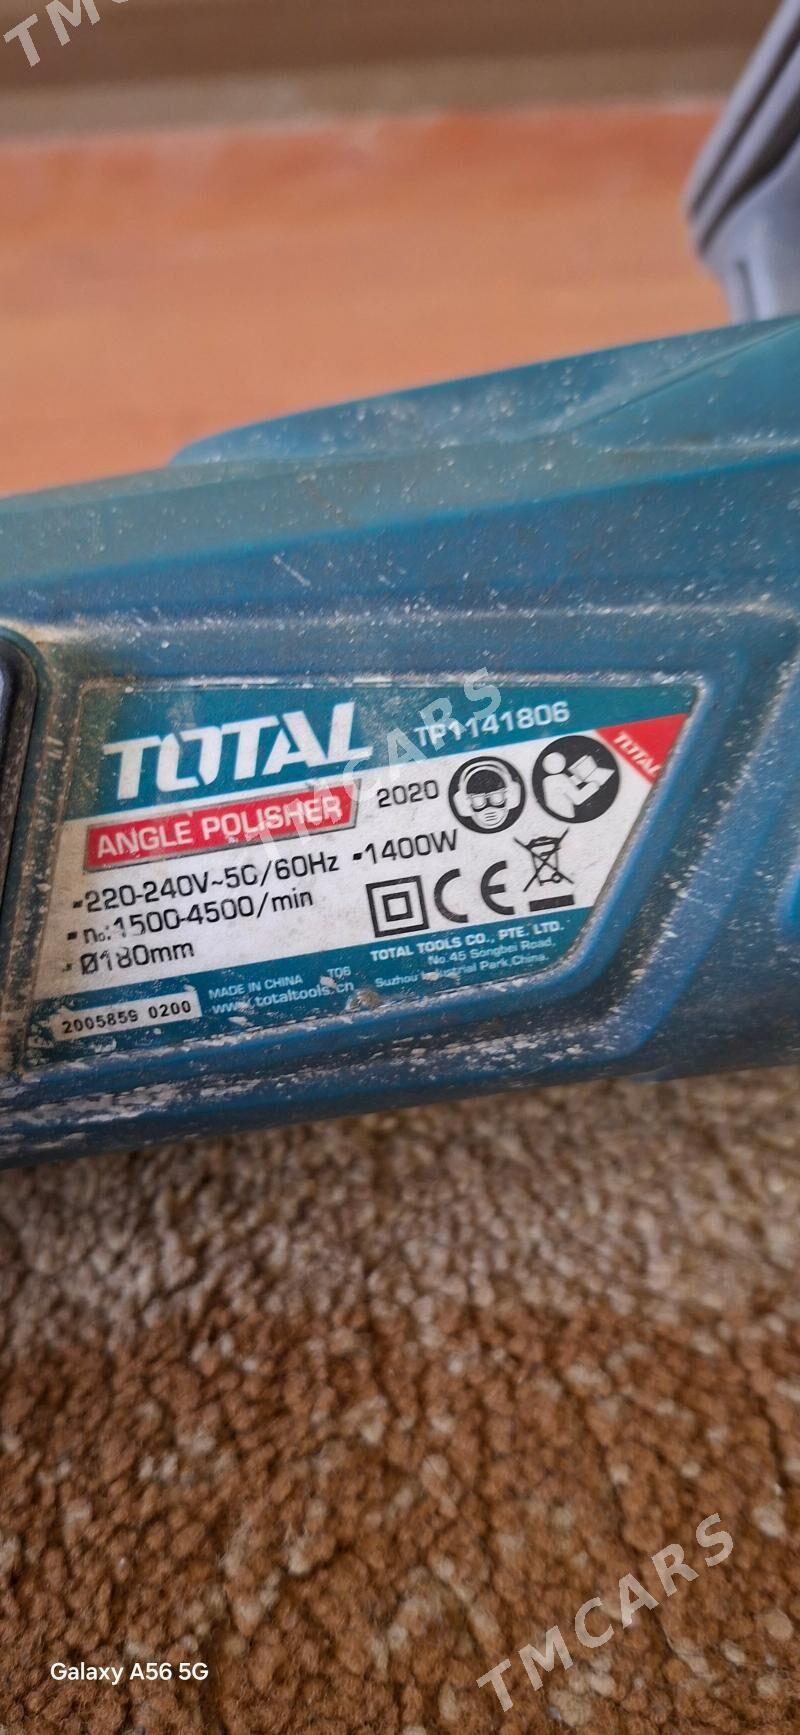 TMCARS
TOTAL TP1141806
ANGLE POLISHER 2020
TOTAL
▪220-240V~50/60Hz ▪1400W
▪n₀:1500-4500/min
▪Ø180mm
CE
TOTAL TOOLS CO., PTE. LTD.
No.45 Songbei Road,
Suzhou Industrial Park,China.
MADE IN CHINA T06
www.totaltools.cn
2005859 0200
TMCARS
TMCARS
Galaxy A56 5G